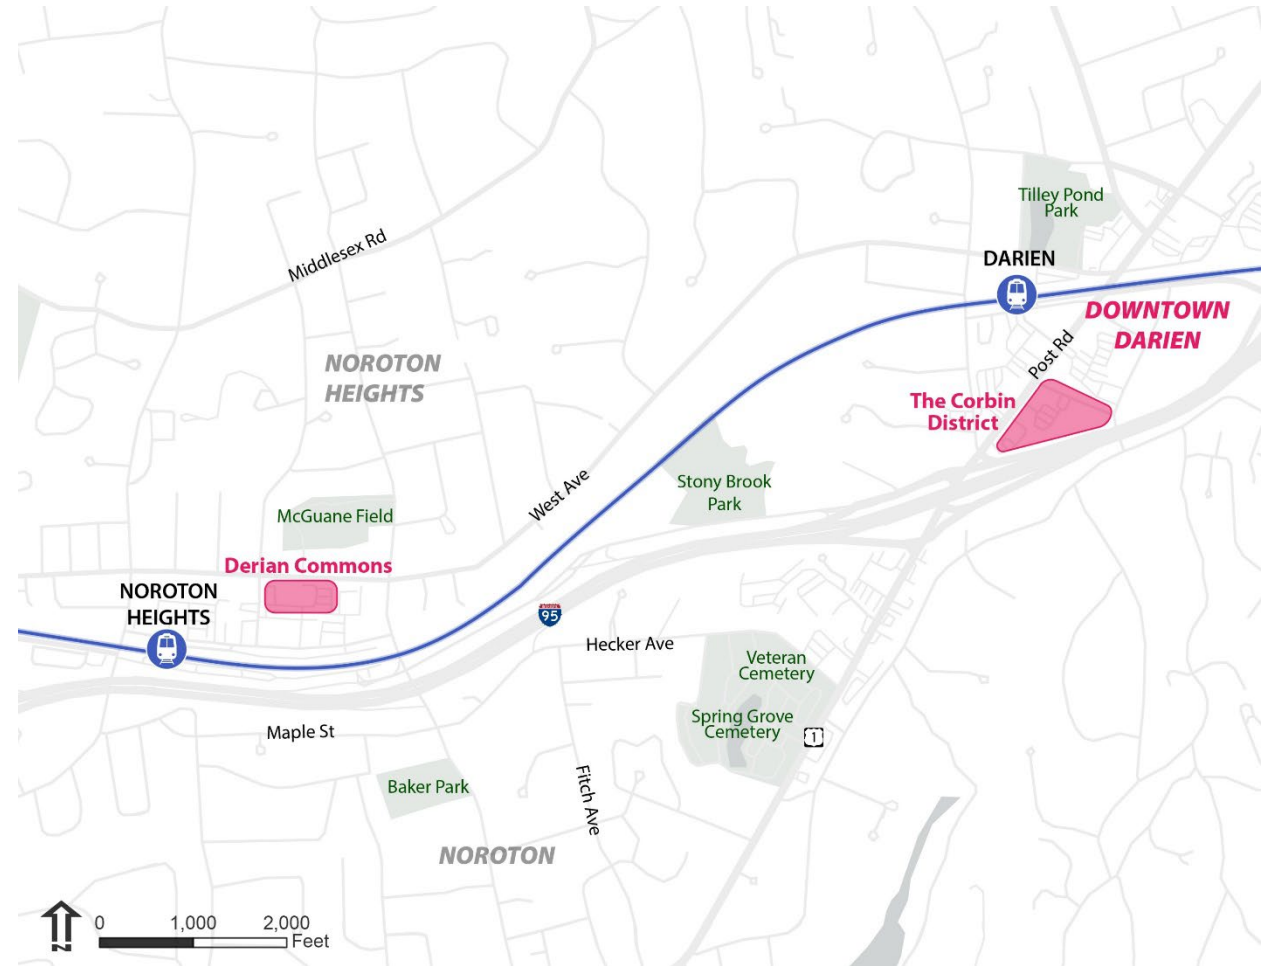 Tilley Pond
Park
DARIEN
Middlesex Rd
DOWNTOWN
DARIEN
Post Rd
NOROTON
HEIGHTS
The Corbin
District
West Ave
Stony Brook
Park
McGuane Field
Derian Commons
NOROTON
HEIGHTS
95
Hecker Ave
Veteran
Cemetery
Spring Grove
Cemetery
1
Maple St
Baker Park
Fitch Ave
NOROTON
N
0 1,000 2,000
Feet